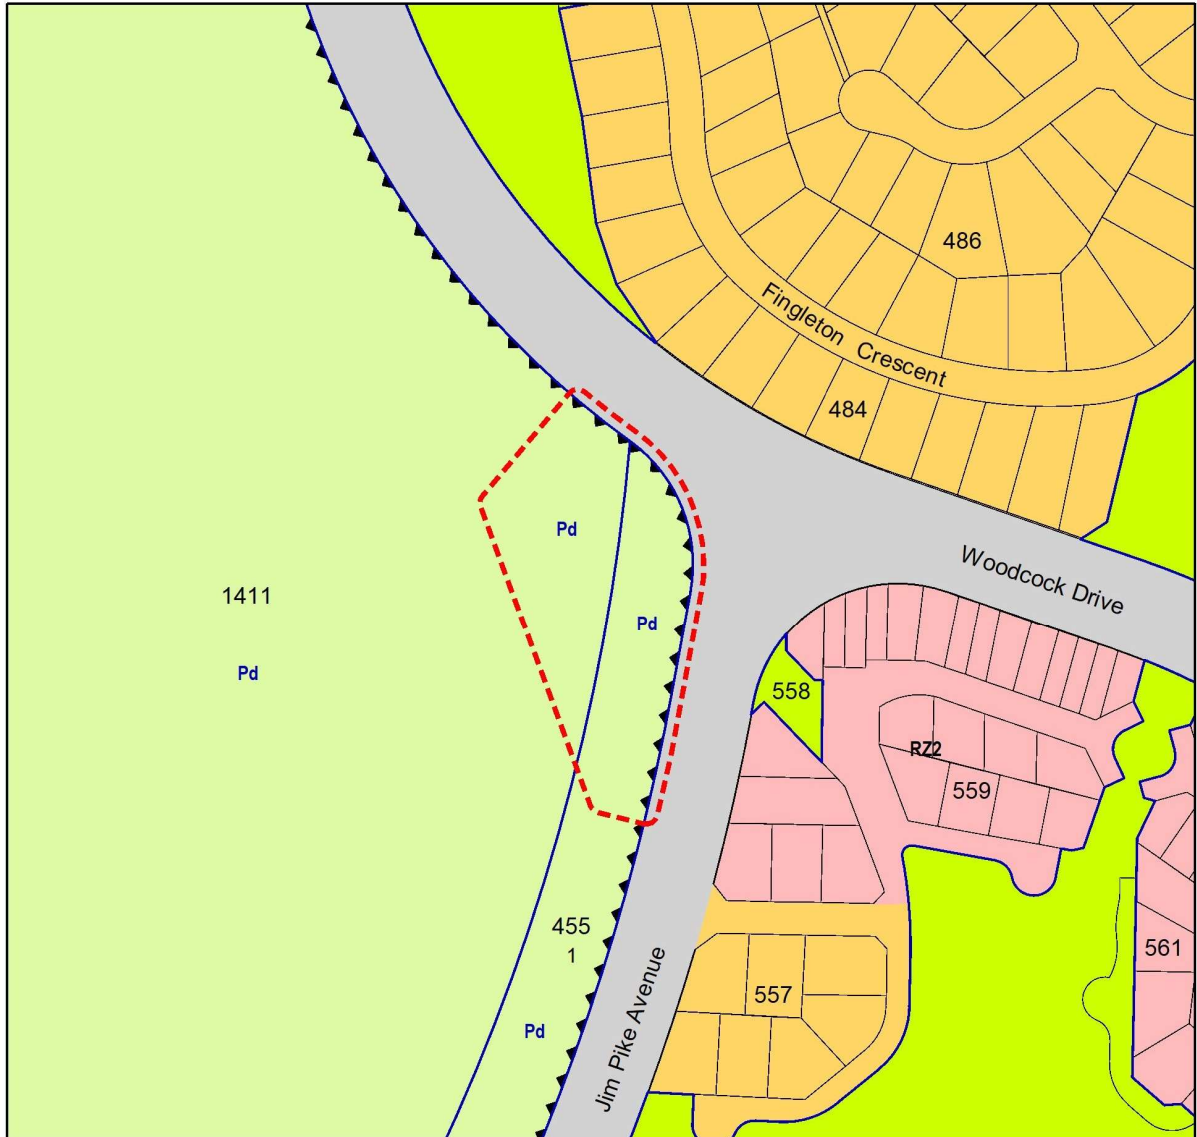 486
Fingleton Crescent
484
Pd
Woodcock Drive
1411
Pd
Pd
558
RZ2
559
455
1
561
557
Pd
Jim Pike Avenue